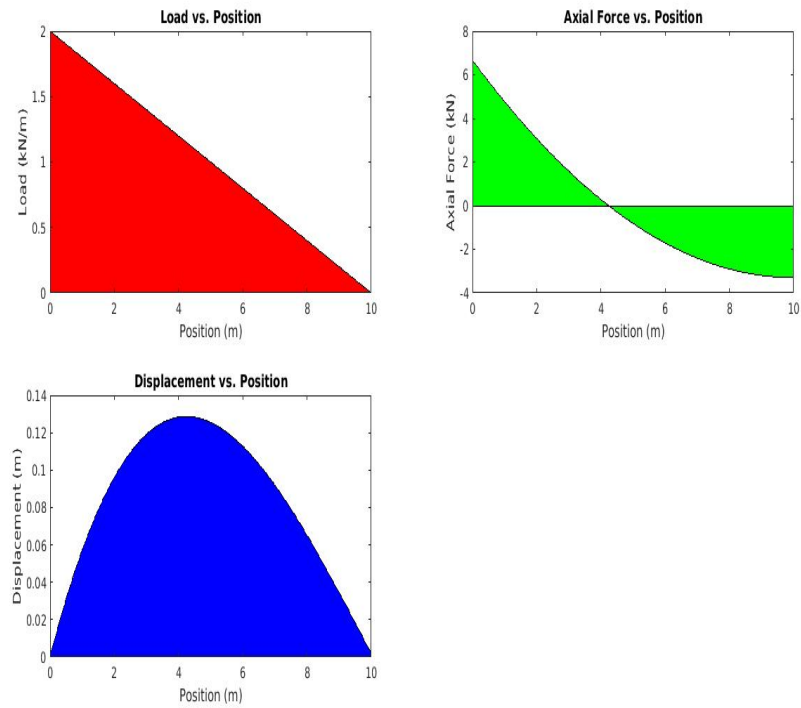 Load vs. Position
2
1.5
1
0.5
0
Load (kN/m)
0 2 4 6 8 10
Position (m)
Axial Force vs. Position
8
6
4
2
0
-2
-4
Axial Force (kN)
0 2 4 6 8 10
Position (m)
Displacement vs. Position
0.14
0.12
0.1
0.08
0.06
0.04
0.02
0
Displacement (m)
0 2 4 6 8 10
Position (m)